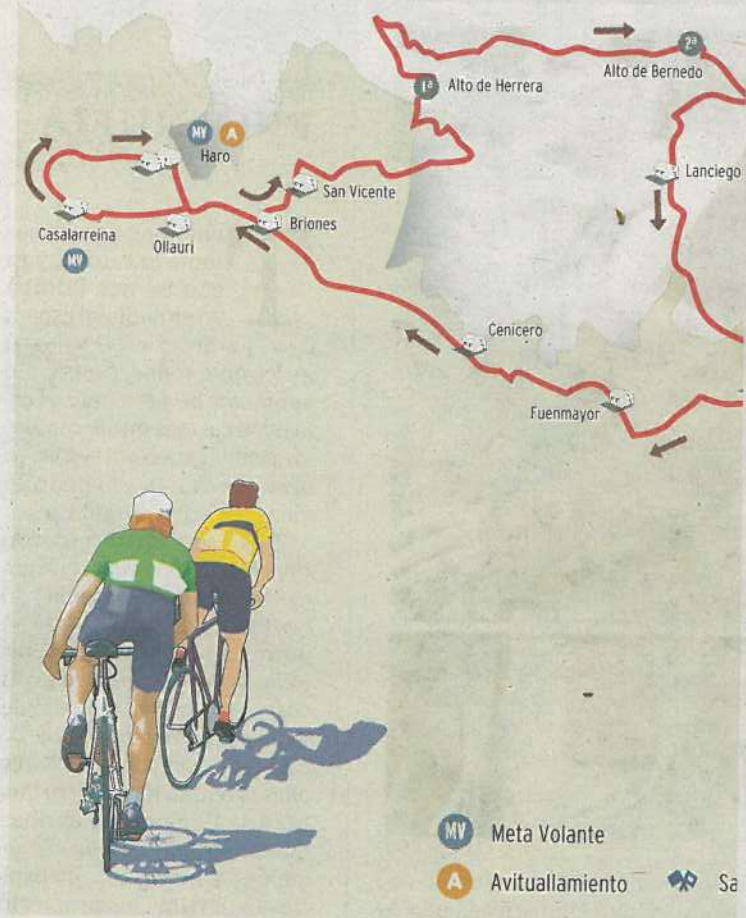 2ª
Alto de Bernedo
1ª
Alto de Herrera
MV
A
Haro
Lanciego
San Vicente
Casalarreina
Ollauri
Briones
MV
Cenicero
Fuenmayor
MV Meta Volante
A Avituallamiento
Sa